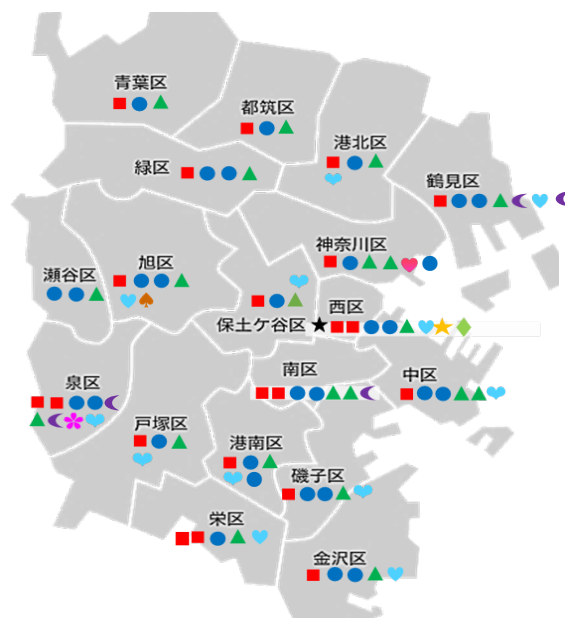 青葉区
都筑区
港北区
緑区
鶴見区
神奈川区
旭区
瀬谷区
西区
保土ケ谷区
南区
中区
泉区
戸塚区
港南区
磯子区
栄区
金沢区